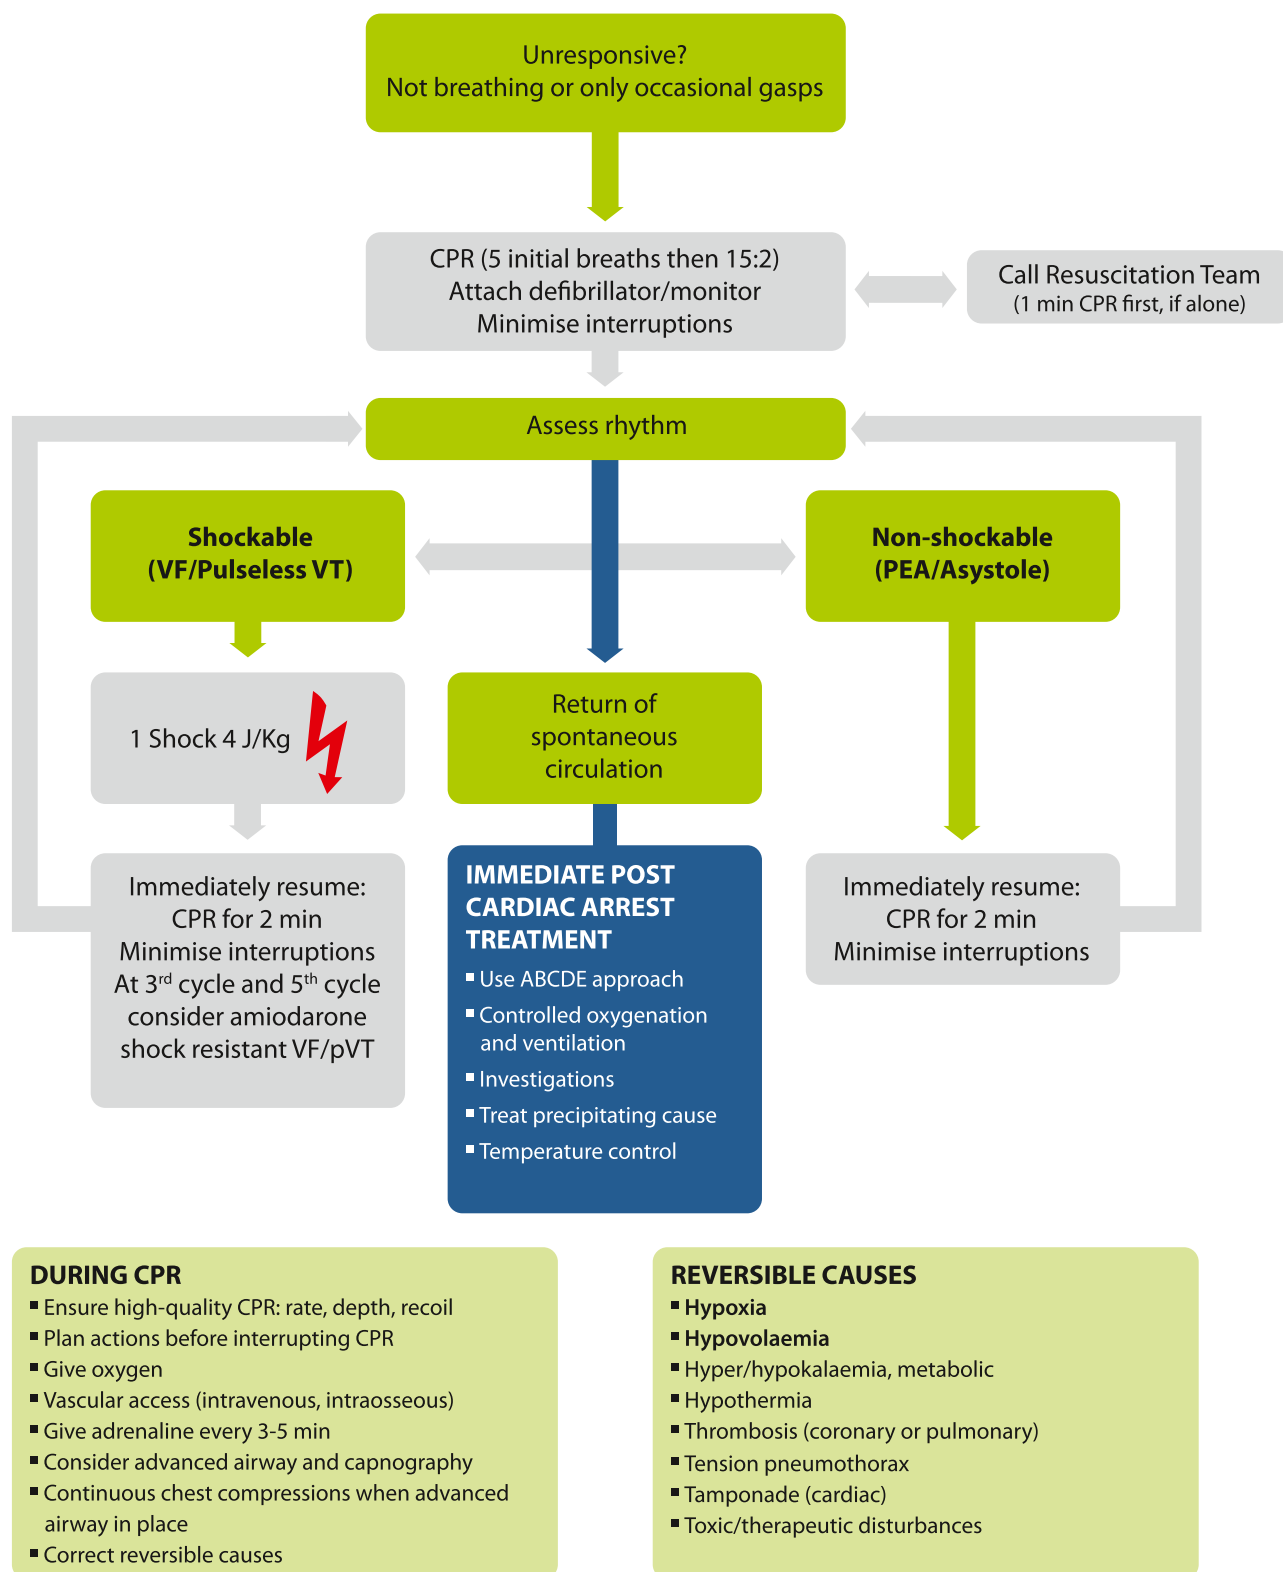 Unresponsive?
Not breathing or only occasional gasps
CPR (5 initial breaths then 15:2)
Attach defibrillator/monitor
Minimise interruptions
Call Resuscitation Team
(1 min CPR first, if alone)
Assess rhythm
Shockable
(VF/Pulseless VT)
Non-shockable
(PEA/Asystole)
1 Shock 4 J/Kg
Return of
spontaneous
circulation
Immediately resume:
CPR for 2 min
Minimise interruptions
At 3rd cycle and 5th cycle
consider amiodarone
shock resistant VF/pVT
IMMEDIATE POST
CARDIAC ARREST
TREATMENT
▪ Use ABCDE approach
▪ Controlled oxygenation
and ventilation
▪ Investigations
▪ Treat precipitating cause
▪ Temperature control
Immediately resume:
CPR for 2 min
Minimise interruptions
DURING CPR
▪ Ensure high-quality CPR: rate, depth, recoil
▪ Plan actions before interrupting CPR
▪ Give oxygen
▪ Vascular access (intravenous, intraosseous)
▪ Give adrenaline every 3-5 min
▪ Consider advanced airway and capnography
▪ Continuous chest compressions when advanced
airway in place
▪ Correct reversible causes
REVERSIBLE CAUSES
▪ Hypoxia
▪ Hypovolaemia
▪ Hyper/hypokalaemia, metabolic
▪ Hypothermia
▪ Thrombosis (coronary or pulmonary)
▪ Tension pneumothorax
▪ Tamponade (cardiac)
▪ Toxic/therapeutic disturbances